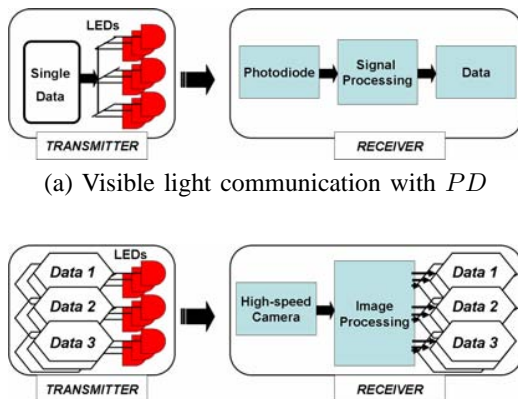 LEDs
Single
Data
Photodiode
Signal
Processing
Data
TRANSMITTER
RECEIVER
(a) Visible light communication with PD
LEDs
Data 1
Data 2
Data 3
High-speed
Camera
Image
Processing
Data 1
Data 2
Data 3
TRANSMITTER
RECEIVER